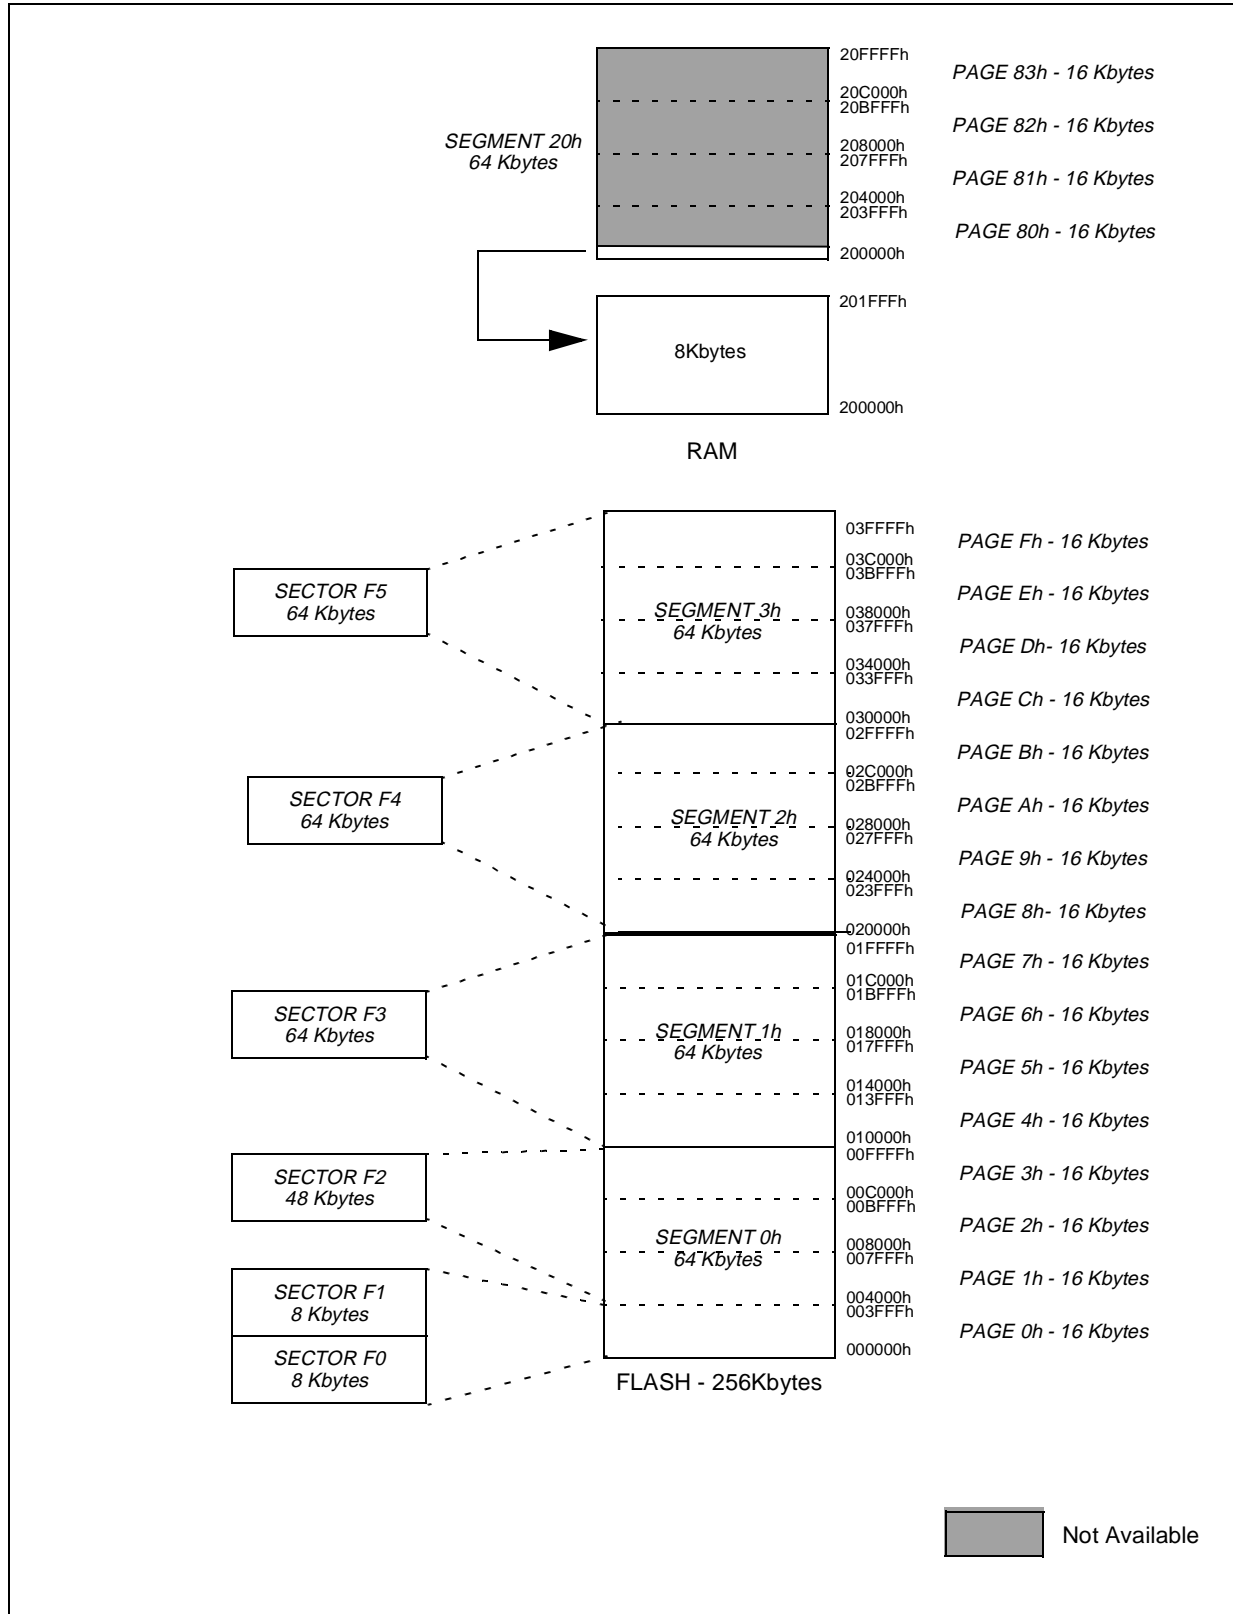 20FFFFh
PAGE 83h - 16 Kbytes
20C000h
20BFFFh
PAGE 82h - 16 Kbytes
SEGMENT 20h
64 Kbytes
208000h
207FFFh
PAGE 81h - 16 Kbytes
204000h
203FFFh
PAGE 80h - 16 Kbytes
200000h
201FFFh
8Kbytes
200000h
RAM
03FFFFh
PAGE Fh - 16 Kbytes
03C000h
03BFFFh
PAGE Eh - 16 Kbytes
SECTOR F5
64 Kbytes
SEGMENT 3h
64 Kbytes
038000h
037FFFh
PAGE Dh- 16 Kbytes
034000h
033FFFh
PAGE Ch - 16 Kbytes
030000h
02FFFFh
PAGE Bh - 16 Kbytes
02C000h
02BFFFh
PAGE Ah - 16 Kbytes
SECTOR F4
64 Kbytes
SEGMENT 2h
64 Kbytes
028000h
027FFFh
PAGE 9h - 16 Kbytes
024000h
023FFFh
PAGE 8h- 16 Kbytes
020000h
01FFFFh
PAGE 7h - 16 Kbytes
01C000h
01BFFFh
PAGE 6h - 16 Kbytes
SECTOR F3
64 Kbytes
SEGMENT 1h
64 Kbytes
018000h
017FFFh
PAGE 5h - 16 Kbytes
014000h
013FFFh
PAGE 4h - 16 Kbytes
010000h
00FFFFh
PAGE 3h - 16 Kbytes
SECTOR F2
48 Kbytes
00C000h
00BFFFh
PAGE 2h - 16 Kbytes
SEGMENT 0h
64 Kbytes
008000h
007FFFh
PAGE 1h - 16 Kbytes
SECTOR F1
8 Kbytes
004000h
003FFFh
PAGE 0h - 16 Kbytes
SECTOR F0
8 Kbytes
000000h
FLASH - 256Kbytes
Not Available